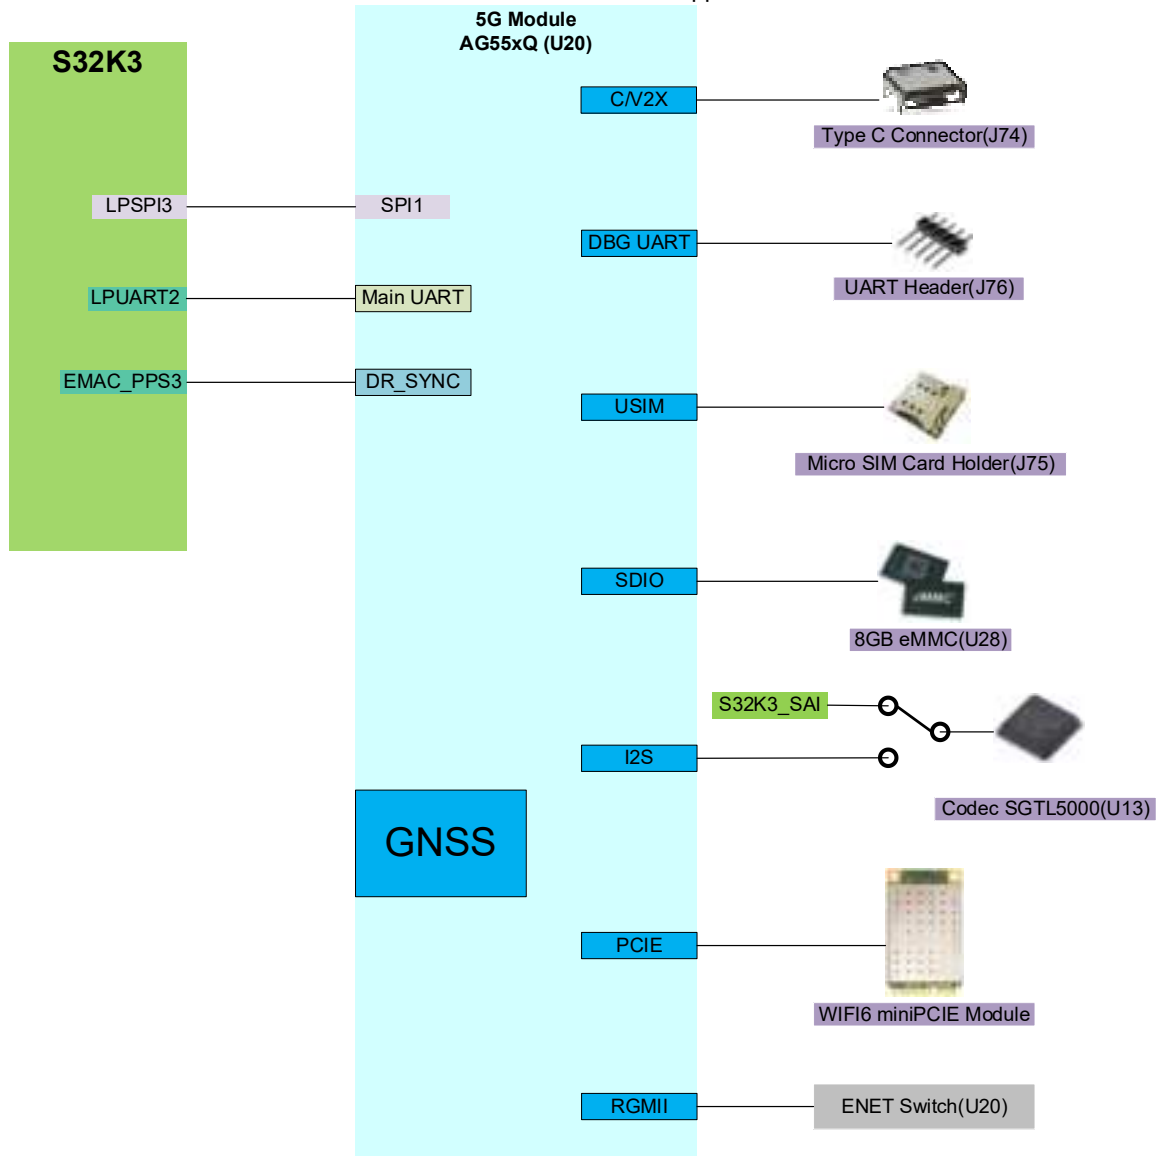 5G Module
AG55xQ (U20)
S32K3
C/V2X
Type C Connector(J74)
LPSPI3
SPI1
DBG UART
UART Header(J76)
LPUART2
Main UART
EMAC_PPS3
DR_SYNC
USIM
Micro SIM Card Holder(J75)
SDIO
8GB eMMC(U28)
S32K3_SAI
I2S
Codec SGTL5000(U13)
GNSS
PCIE
WIFI6 miniPCIE Module
RGMII
ENET Switch(U20)